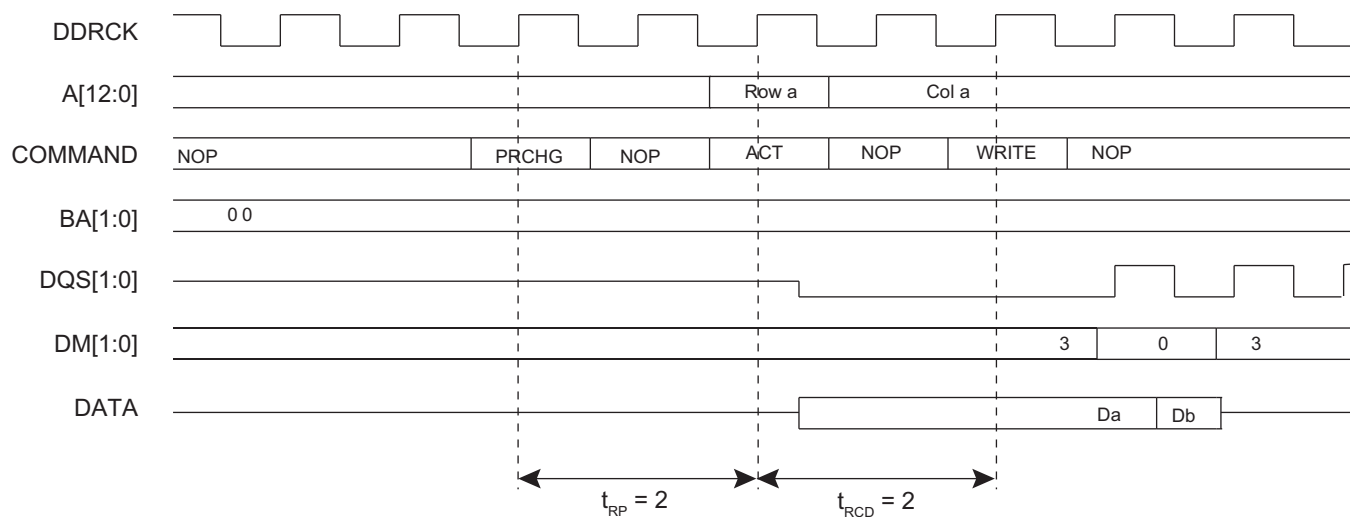 DDRCK
A[12:0] Row a Col a
COMMAND NOP PRCHG NOP ACT NOP WRITE NOP
BA[1:0] 0 0
DQS[1:0]
DM[1:0] 3 0 3
DATA Da Db
tRP = 2 tRCD = 2